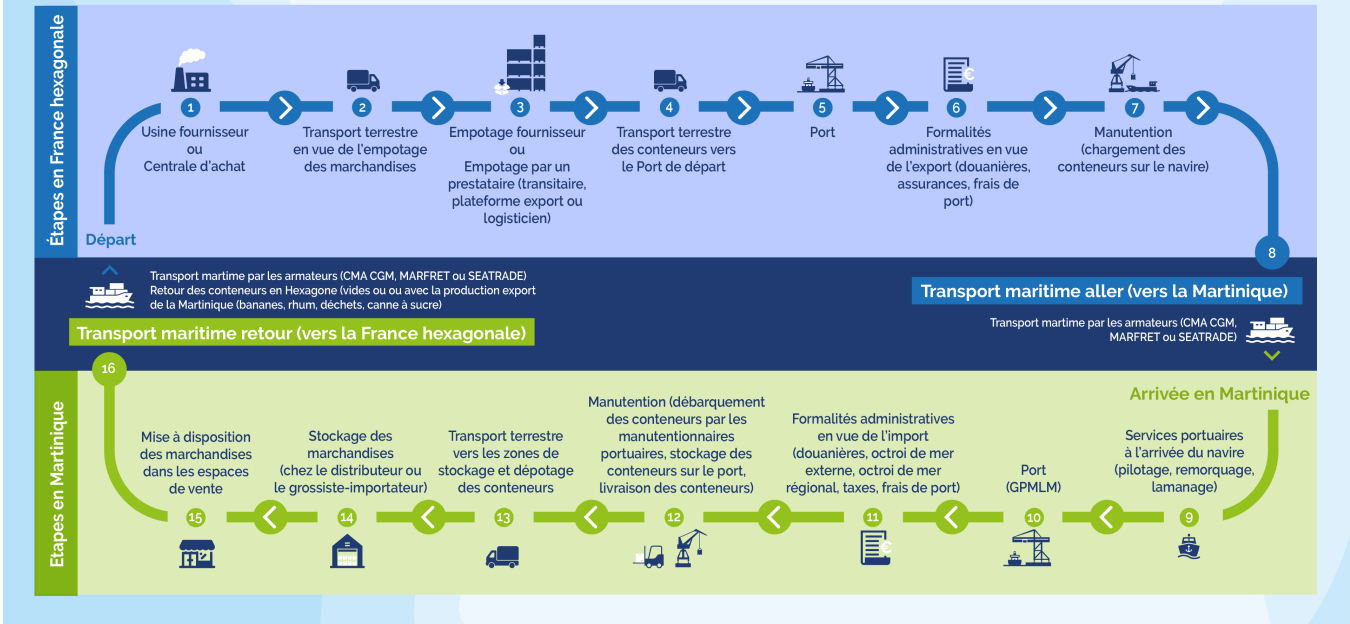 Étapes en France hexagonale
1
Usine fournisseur
ou
Centrale d'achat
2
Transport terrestre
en vue de l'empotage
des marchandises
3
Empotage fournisseur
ou
Empotage par un
prestataire (transitaire,
plateforme export ou
logisticien)
4
Transport terrestre
des conteneurs vers
le Port de départ
5
Port
6
Formalités
administratives en vue
de l'export (douanières,
assurances, frais de
port)
7
Manutention
(chargement des
conteneurs sur le navire)
Départ
8
Transport martime par les armateurs (CMA CGM, MARFRET ou SEATRADE)
Retour des conteneurs en Hexagone (vides ou ou avec la production export
de la Martinique (bananes, rhum, déchets, canne à sucre)
Transport maritime retour (vers la France hexagonale)
Transport maritime aller (vers la Martinique)
Transport martime par les armateurs (CMA CGM,
MARFRET ou SEATRADE)
16
Etapes en Martinique
Arrivée en Martinique
Services portuaires
à l'arrivée du navire
(pilotage, remorquage,
lamanage)
9
Port
(GPMLM)
10
Formalités administratives
en vue de l'import
(douanières, octroi de mer
externe, octroi de mer
régional, taxes, frais de port)
11
Manutention (débarquement
des conteneurs par les
manutentionnaires
portuaires, stockage des
conteneurs sur le port,
livraison des conteneurs)
12
Transport terrestre
vers les zones de
stockage et dépotage
des conteneurs
13
Stockage des
marchandises
(chez le distributeur ou
le grossiste-importateur)
14
Mise à disposition
des marchandises
dans les espaces
de vente
15